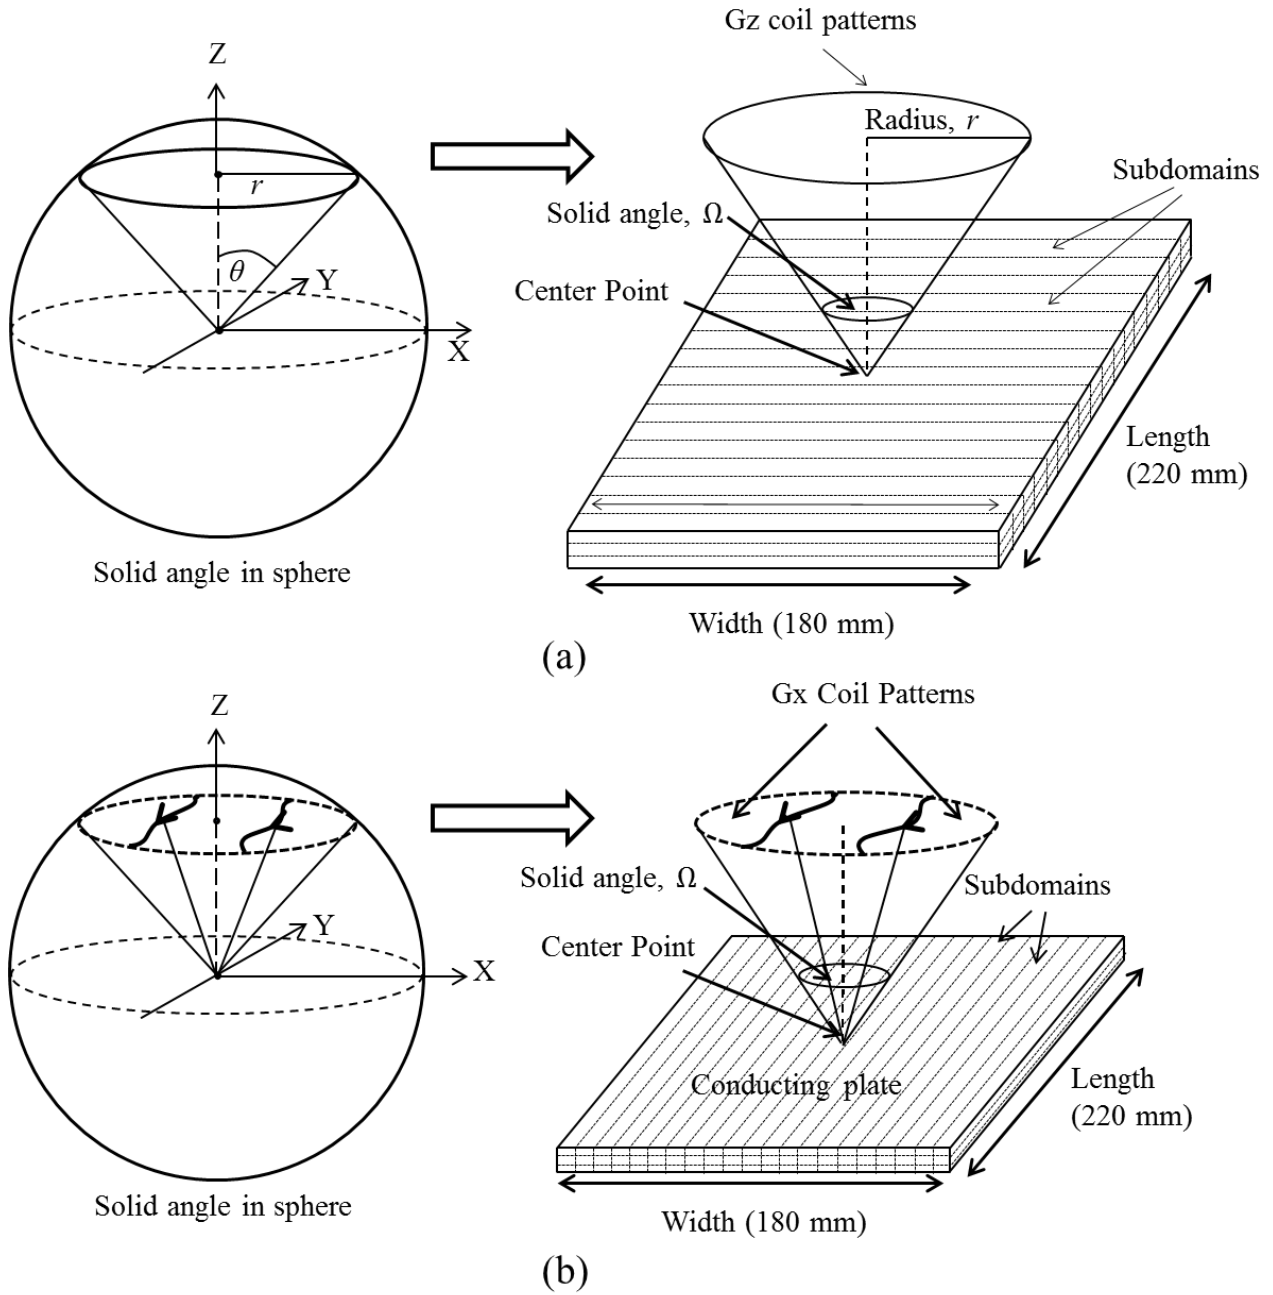 Gz coil patterns
Z
Radius, r
r
Subdomains
Solid angle, Ω
θ
Y
Center Point
X
Length
(220 mm)
Solid angle in sphere
Width (180 mm)
(a)
Gx Coil Patterns
Z
Solid angle, Ω
Subdomains
Y
Center Point
X
Conducting plate
Length
(220 mm)
Solid angle in sphere
Width (180 mm)
(b)